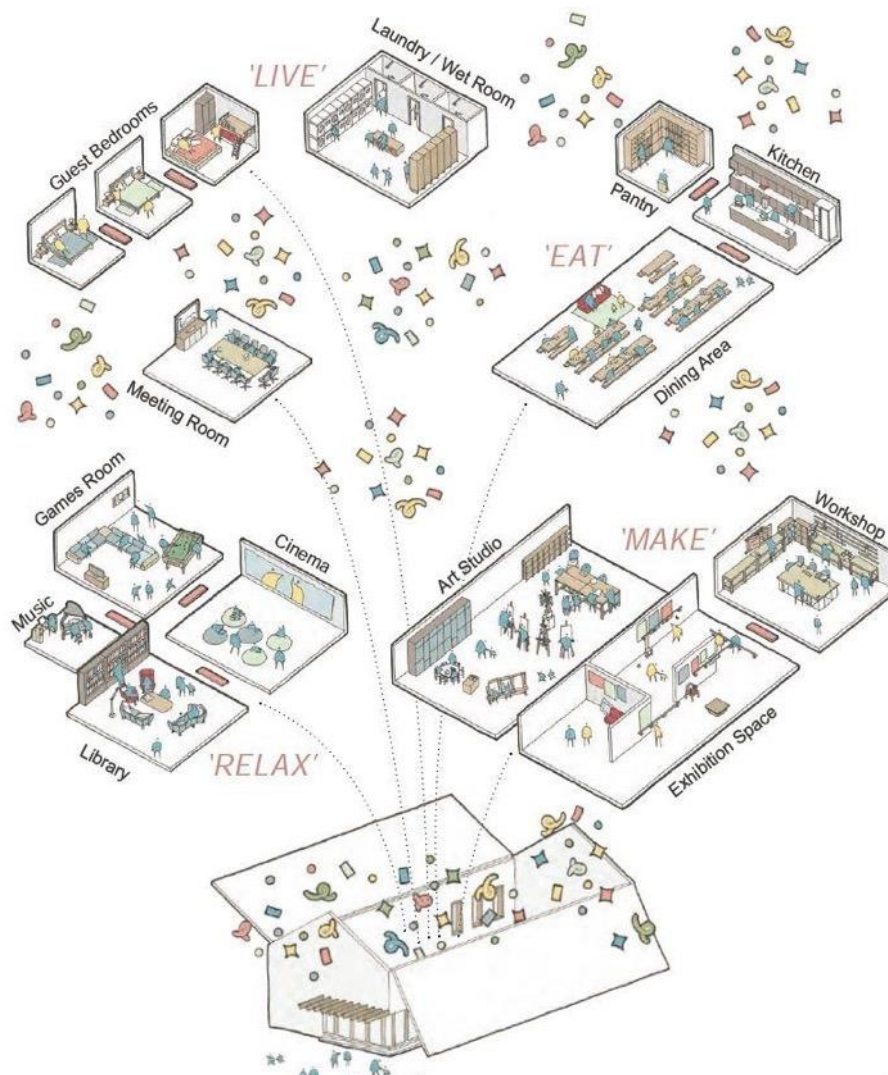 'LIVE'
Laundry / Wet Room
Guest Bedrooms
Pantry
Kitchen
'EAT'
Dining Area
Meeting Room
Games Room
Cinema
Music
Library
'RELAX'
Art Studio
'MAKE'
Workshop
Exhibition Space